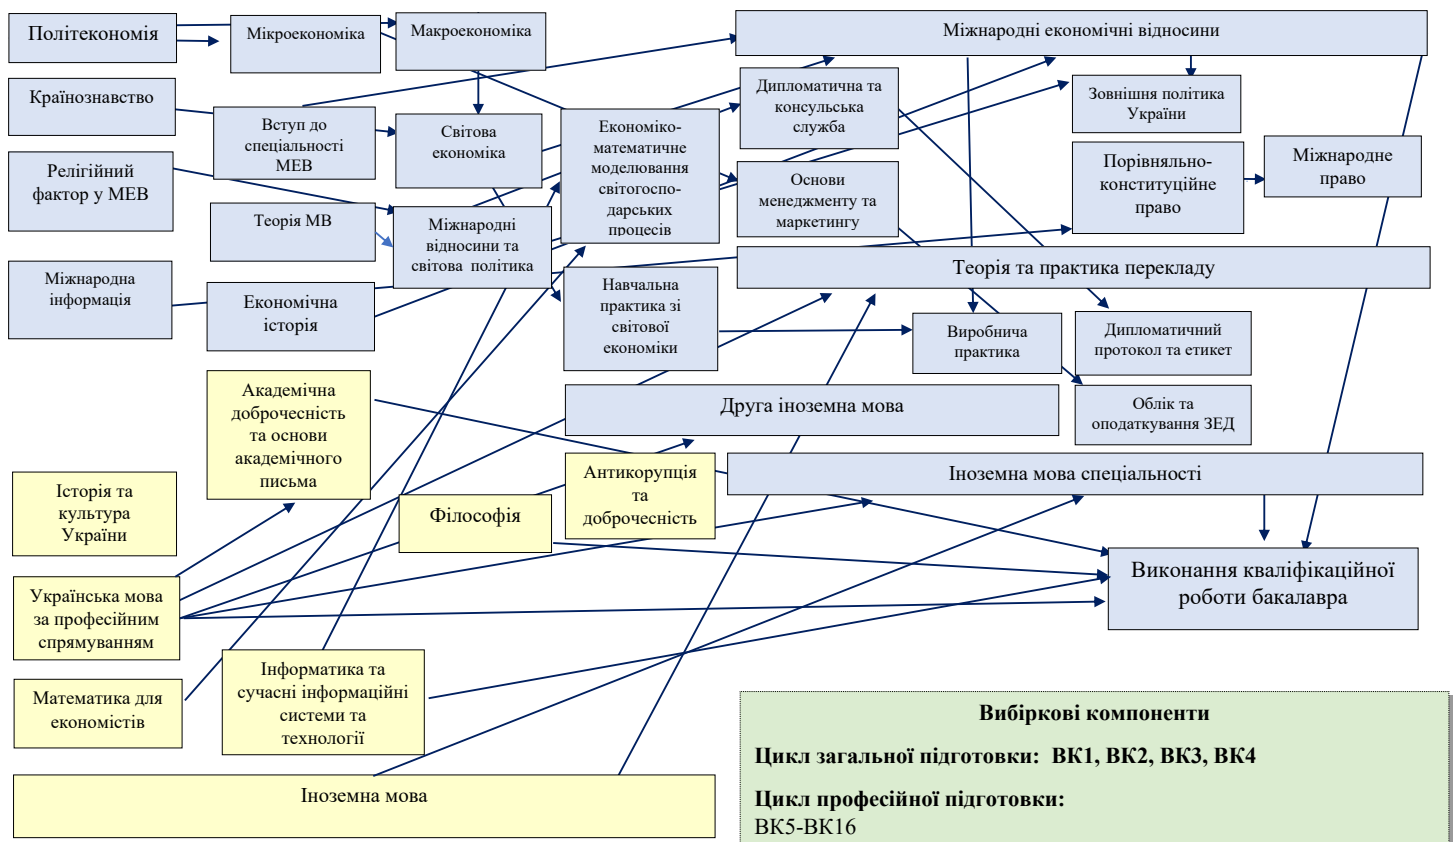 Політекономія
Мікроекономіка
Макроекономіка
Міжнародні економічні відносини
Країнознавство
Вступ до
спеціальності
МЕВ
Світова
економіка
Економіко-
математичне
моделювання
світогоспо-
дарських
процесів
Дипломатична та
консульська
служба
Зовнішня політика
України
Релігійний
фактор у МЕВ
Теорія МВ
Міжнародні
відносини та
світова політика
Основи
менеджменту та
маркетингу
Порівняльно-
конституційне
право
Міжнародне
право
Міжнародна
інформація
Економічна
історія
Навчальна
практика зі
світової
економіки
Теорія та практика перекладу
Виробнича
практика
Дипломатичний
протокол та етикет
Академічна
доброчесність
та основи
академічного
письма
Друга іноземна мова
Облік та
оподаткування ЗЕД
Історія та
культура
України
Філософія
Антикорупція
та
доброчесність
Іноземна мова спеціальності
Українська мова
за професійним
спрямуванням
Виконання кваліфікаційної
роботи бакалавра
Математика для
економістів
Інформатика та
сучасні інформаційні
системи та
технології
Іноземна мова
Вибіркові компоненти
Цикл загальної підготовки: ВК1, ВК2, ВК3, ВК4
Цикл професійної підготовки:
ВК5-ВК16